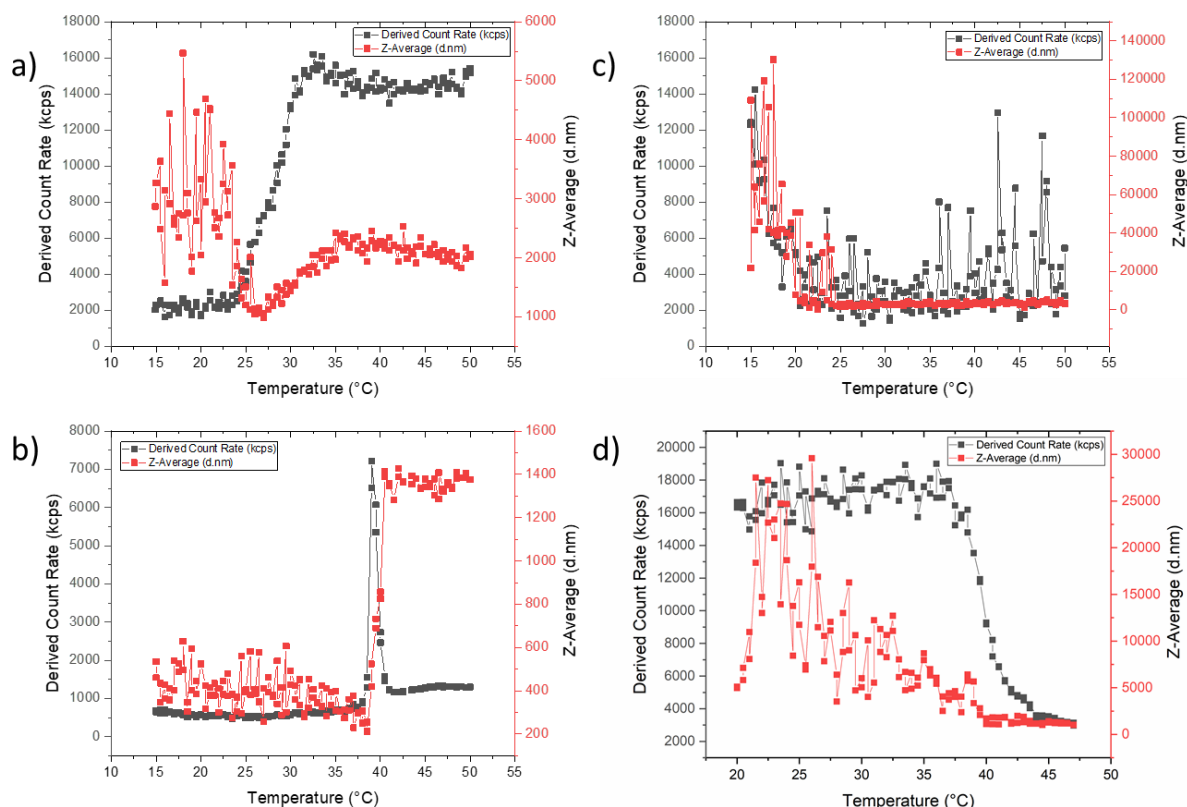 a)
Derived Count Rate (kcps)
Z-Average (d.nm)
18000
16000
14000
12000
10000
8000
6000
4000
2000
0
Derived Count Rate (kcps)
6000
5000
4000
3000
2000
1000
Z-Average (d.nm)
10 15 20 25 30 35 40 45 50 55
Temperature (°C)
c)
Derived Count Rate (kcps)
Z-Average (d.nm)
18000
16000
14000
12000
10000
8000
6000
4000
2000
0
Derived Count Rate (kcps)
140000
120000
100000
80000
60000
40000
20000
0
Z-Average (d.nm)
10 15 20 25 30 35 40 45 50 55
Temperature (°C)
b)
Derived Count Rate (kcps)
Z-Average (d.nm)
8000
7000
6000
5000
4000
3000
2000
1000
0
Derived Count Rate (kcps)
1600
1400
1200
1000
800
600
400
200
Z-Average (d.nm)
10 15 20 25 30 35 40 45 50 55
Temperature (°C)
d)
Derived Count Rate (kcps)
Z-Average (d.nm)
20000
18000
16000
14000
12000
10000
8000
6000
4000
2000
Derived Count Rate (kcps)
30000
25000
20000
15000
10000
5000
0
Z-Average (d.nm)
20 25 30 35 40 45 50
Temperature (°C)